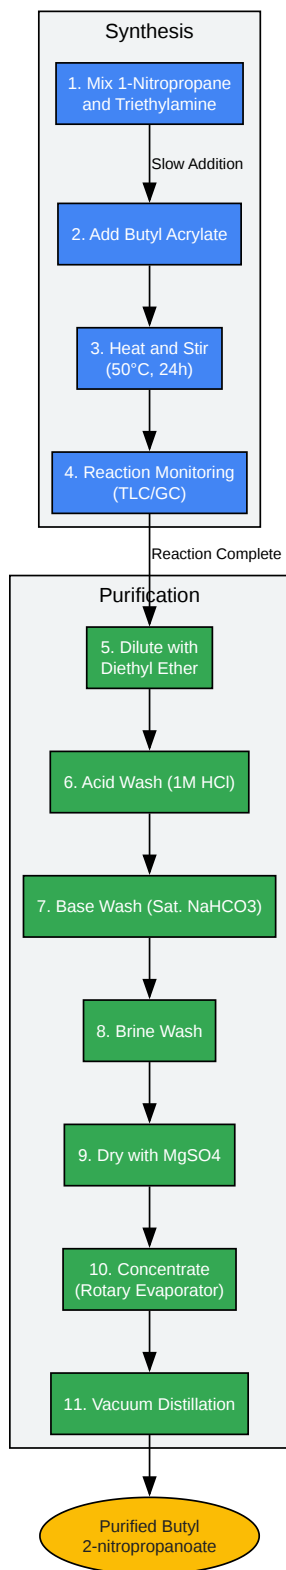 Synthesis
1. Mix 1-Nitropropane
and Triethylamine
Slow Addition
2. Add Butyl Acrylate
3. Heat and Stir
(50°C, 24h)
4. Reaction Monitoring
(TLC/GC)
Reaction Complete
Purification
5. Dilute with
Diethyl Ether
6. Acid Wash (1M HCl)
7. Base Wash (Sat. NaHCO3)
8. Brine Wash
9. Dry with MgSO4
10. Concentrate
(Rotary Evaporator)
11. Vacuum Distillation
Purified Butyl
2-nitropropanoate